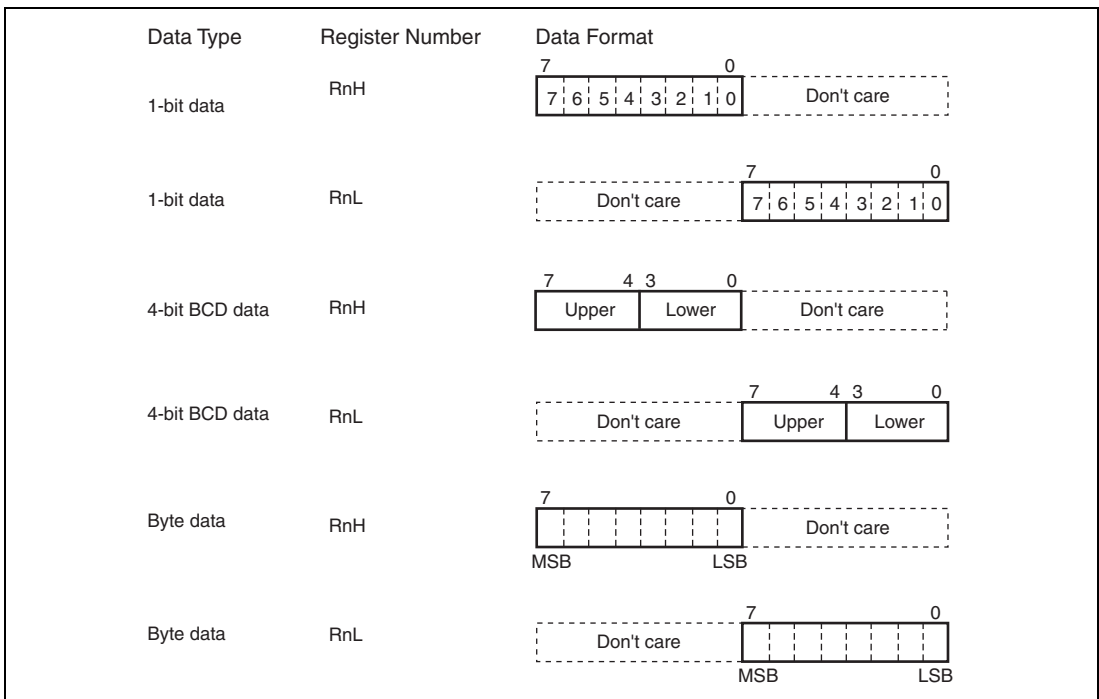 Data Type Register Number Data Format
7 0
1-bit data RnH 7 6 5 4 3 2 1 0 Don't care
7 0
1-bit data RnL Don't care 7 6 5 4 3 2 1 0
7 4 3 0
4-bit BCD data RnH Upper Lower Don't care
7 4 3 0
4-bit BCD data RnL Don't care Upper Lower
7 0
Byte data RnH Don't care
MSB LSB
7 0
Byte data RnL Don't care
MSB LSB